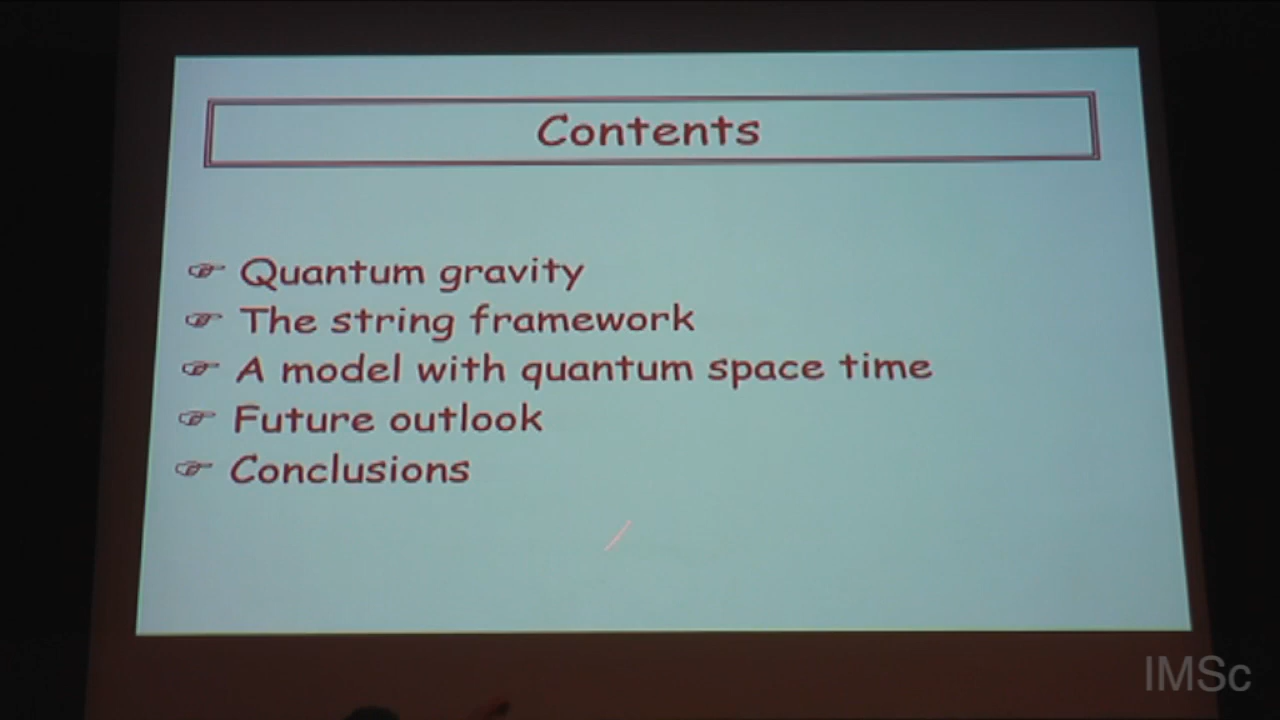 Contents
Quantum gravity
The string framework
A model with quantum space time
Future outlook
Conclusions
IMSc